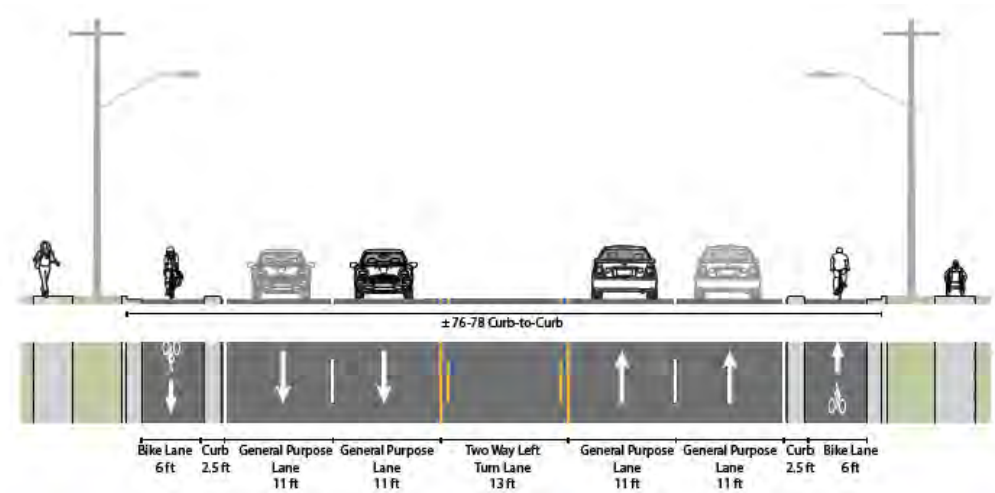 ± 76-78 Curb-to-Curb
Bike Lane
6 ft
Curb
2.5 ft
General Purpose
Lane
11 ft
General Purpose
Lane
11 ft
Two Way Left
Turn Lane
13 ft
General Purpose
Lane
11 ft
General Purpose
Lane
11 ft
Curb
2.5 ft
Bike Lane
6 ft